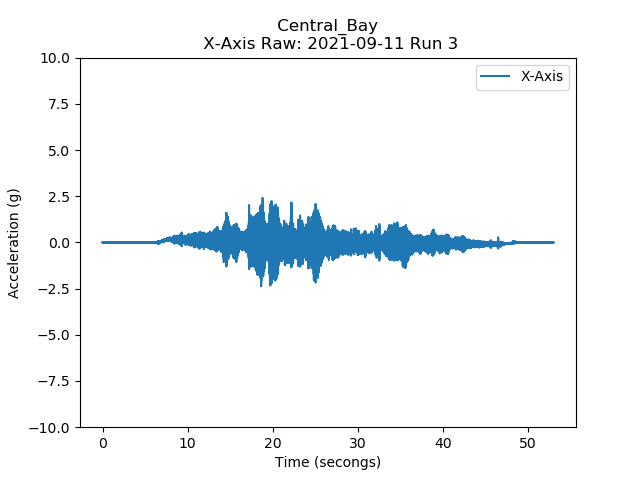 Central_Bay
X-Axis Raw: 2021-09-11 Run 3
X-Axis
10.0
7.5
5.0
2.5
0.0
−2.5
−5.0
−7.5
−10.0
Acceleration (g)
0 10 20 30 40 50
Time (seconds)